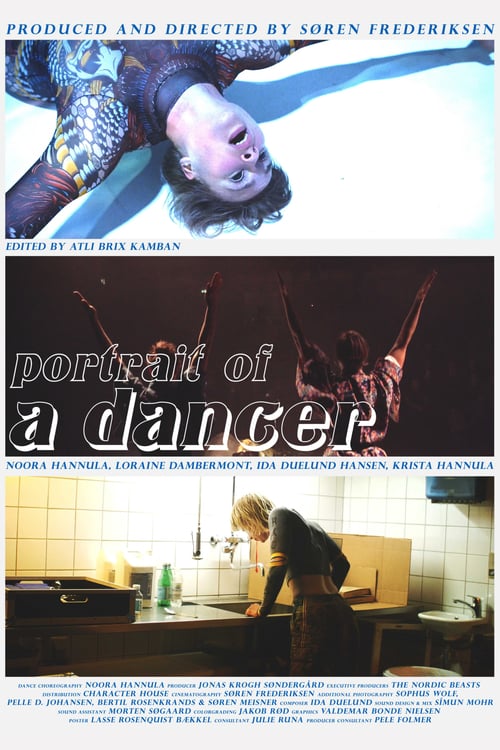 PRODUCED AND DIRECTED BY SØREN FREDERIKSEN
EDITED BY ATLI BRIX KAMBAN
portrait of
a dancer
NOORA HANNULA, LORAINE DAMBERMONT, IDA DUELUND HANSEN, KRISTA HANNULA
DANCE CHOREOGRAPHY NOORA HANNULA PRODUCER JONAS KROGH SØNDERGÅRD EXECUTIVE PRODUCERS THE NORDIC BEASTS
DISTRIBUTION CHARACTER HOUSE CINEMATOGRAPHY SØREN FREDERIKSEN ADDITIONAL PHOTOGRAPHY SOPHUS WOLF,
PELLE D. JOHANSEN, BERTIL ROSENKRANDS & SØREN MEISNER COMPOSER IDA DUELUND SOUND DESIGN & MIX SÍMUN MOHR
SOUND ASSISTANT MORTEN SØGAARD COLORGRADING JAKOB ROD GRAPHICS VALDEMAR BONDE NIELSEN
POSTER LASSE ROSENQUIST BÆKKEL CONSULTANT JULIE RUNA PRODUCER CONSULTANT PELE FOLMER